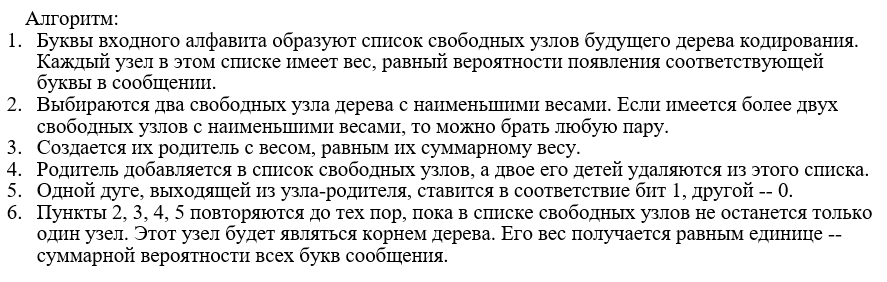 Алгоритм:
1. Буквы входного алфавита образуют список свободных узлов будущего дерева кодирования.
Каждый узел в этом списке имеет вес, равный вероятности появления соответствующей
буквы в сообщении.
2. Выбираются два свободных узла дерева с наименьшими весами. Если имеется более двух
свободных узлов с наименьшими весами, то можно брать любую пару.
3. Создается их родитель с весом, равным их суммарному весу.
4. Родитель добавляется в список свободных узлов, а двое его детей удаляются из этого списка.
5. Одной дуге, выходящей из узла-родителя, ставится в соответствие бит 1, другой -- 0.
6. Пункты 2, 3, 4, 5 повторяются до тех пор, пока в списке свободных узлов не останется только
один узел. Этот узел будет являться корнем дерева. Его вес получается равным единице --
суммарной вероятности всех букв сообщения.